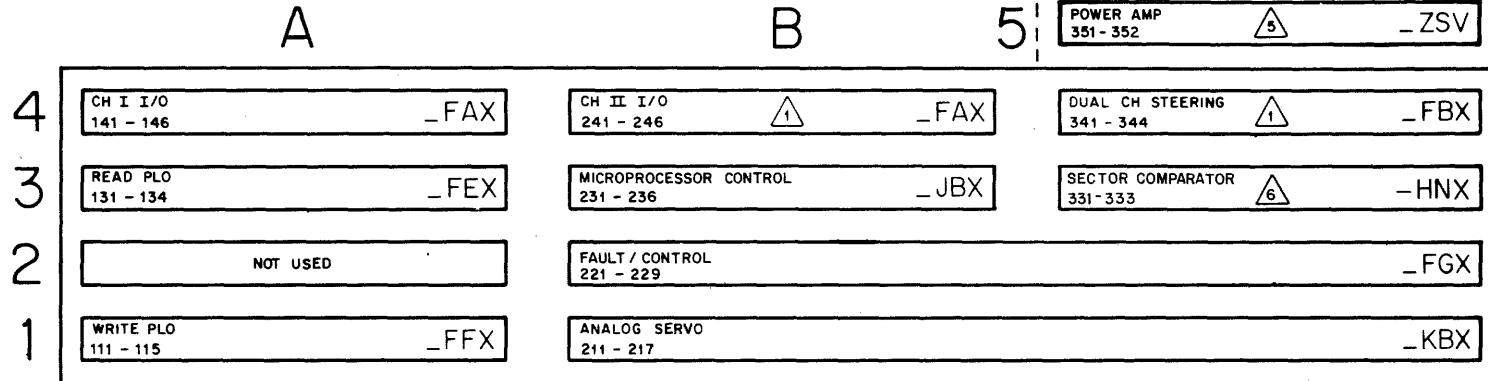 A B 5
POWER AMP
351-352 5 _ZSV
4
CH I I/O
141 - 146 _FAX
CH II I/O
241 - 246 1 _FAX
DUAL CH STEERING
341 - 344 1 _FBX
3
READ PLO
131 - 134 _FEX
MICROPROCESSOR CONTROL
231 - 236 _JBX
SECTOR COMPARATOR
331-333 6 _HNX
2
NOT USED
FAULT / CONTROL
221 - 229 _FGX
1
WRITE PLO
111 - 115 _FFX
ANALOG SERVO
211 - 217 _KBX